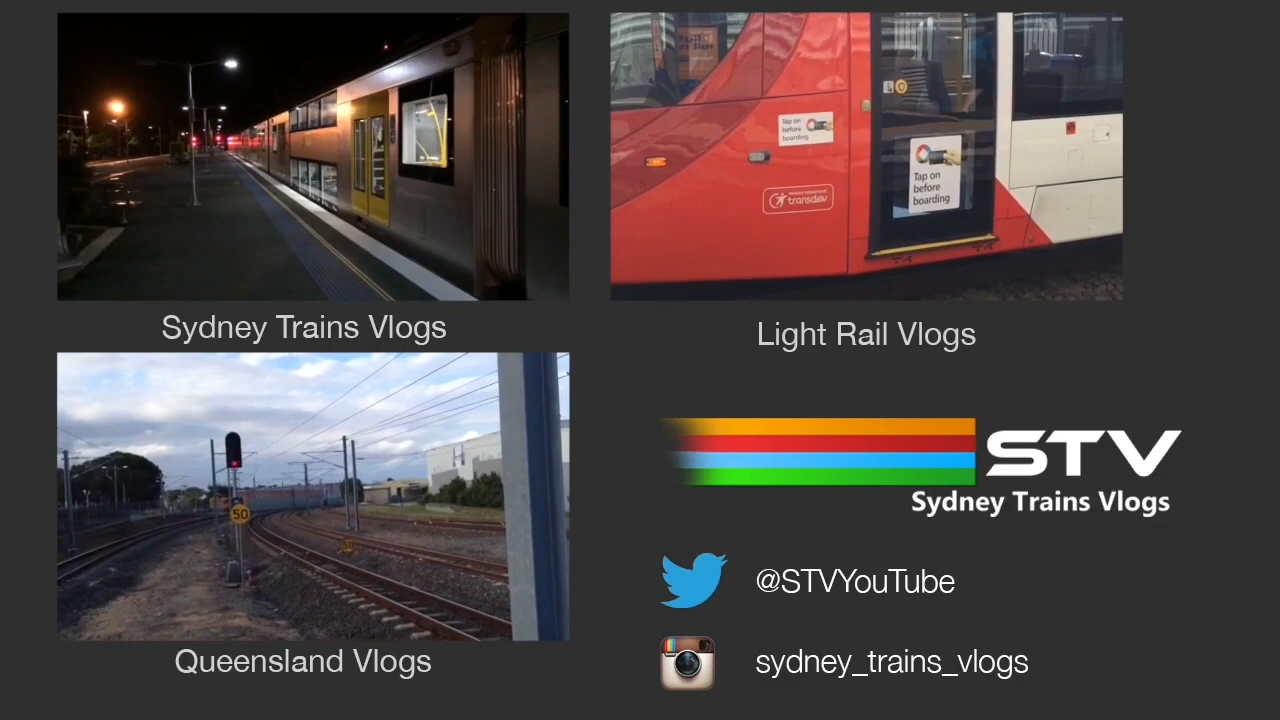 Tap on
before
boarding
transdev
Tap on
before
boarding
Sydney Trains Vlogs
Light Rail Vlogs
50
Queensland Vlogs
STV
Sydney Trains Vlogs
@STVYouTube
sydney_trains_vlogs